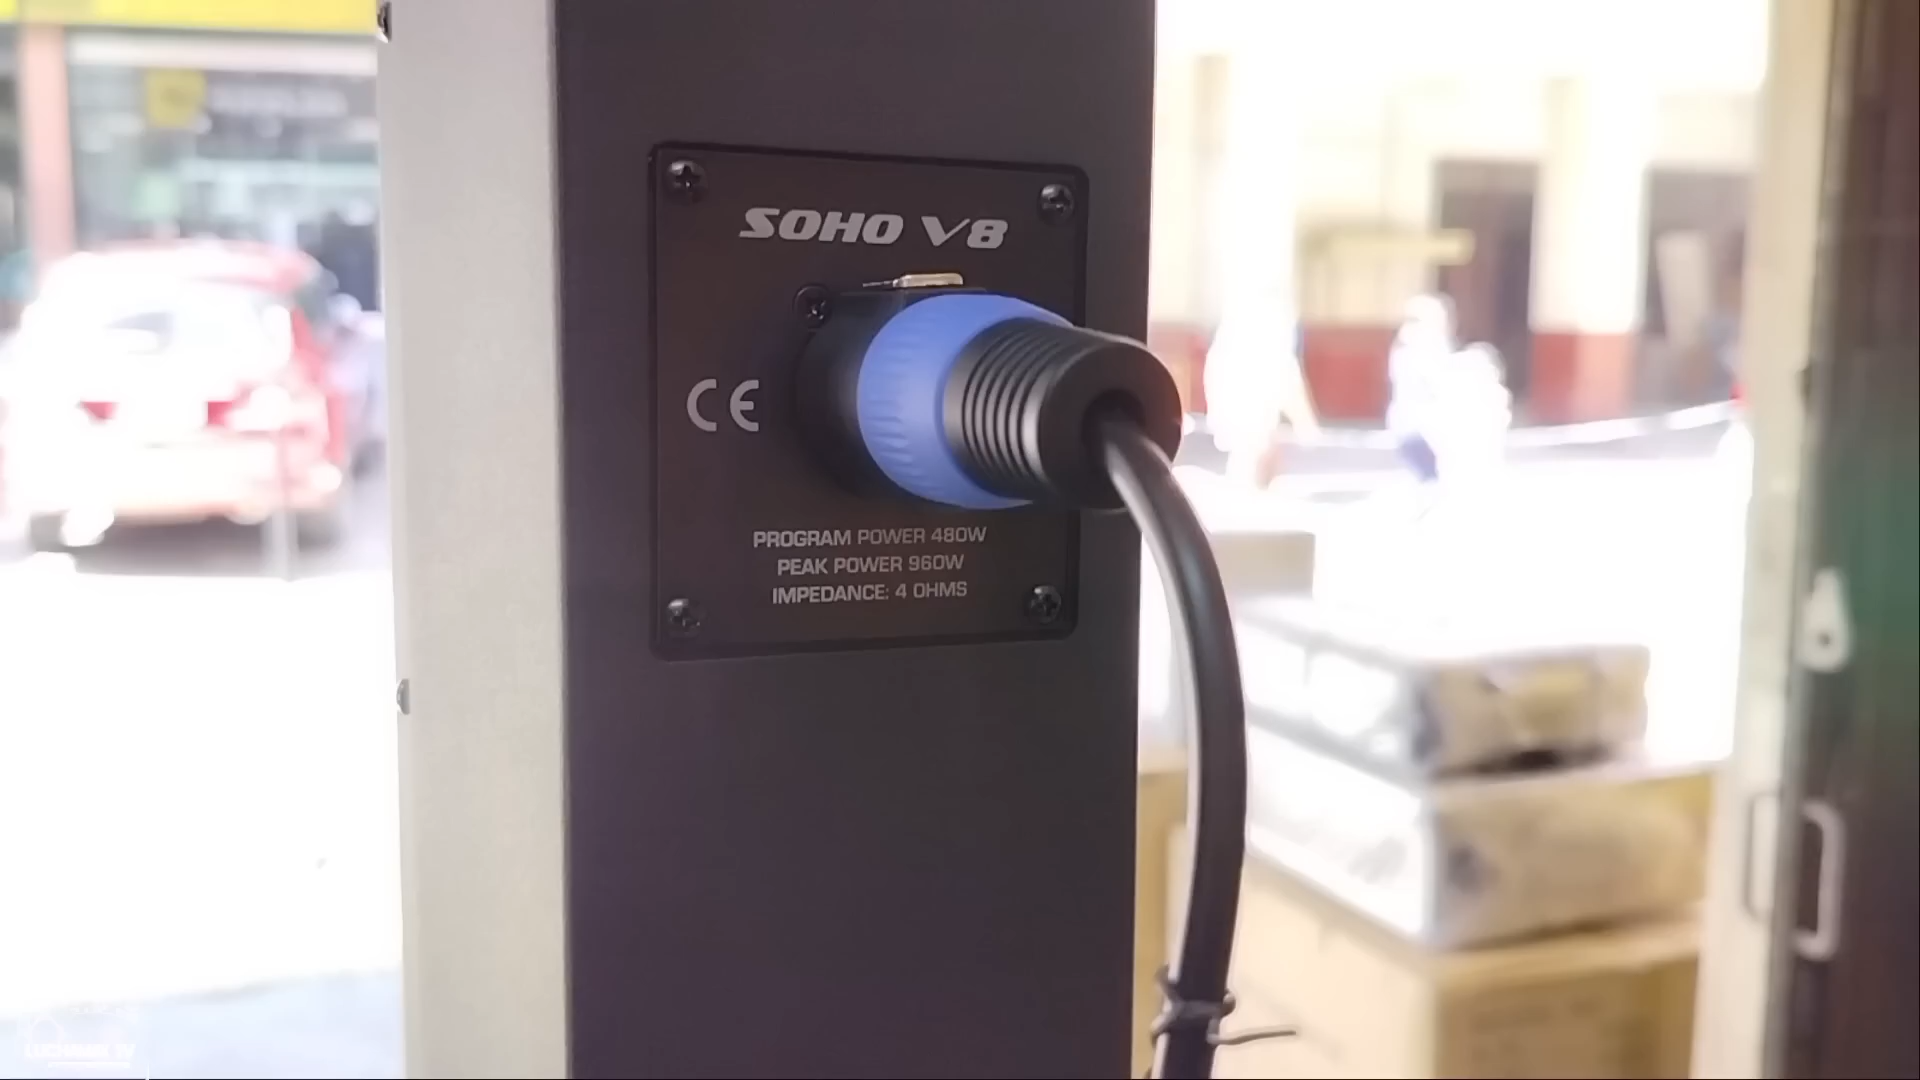 SOHO V8
CE
PROGRAM POWER 480W
PEAK POWER 960W
IMPEDANCE: 4 OHMS